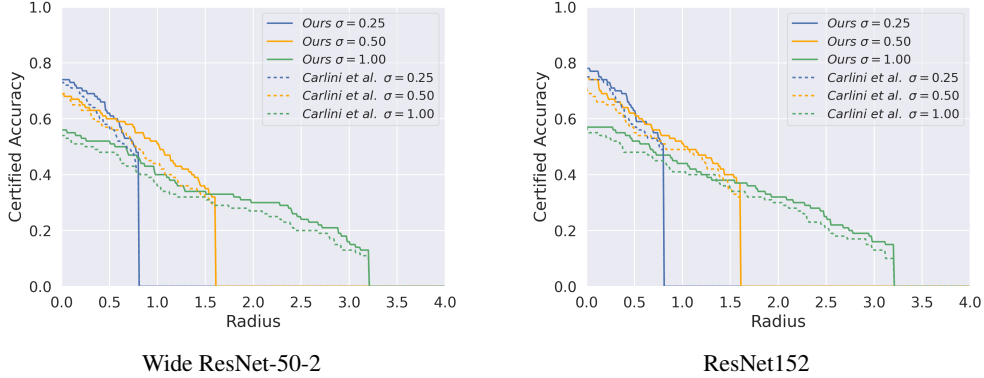 1.0
0.8
0.6
0.4
0.2
0.0
Certified Accuracy
0.0 0.5 1.0 1.5 2.0 2.5 3.0 3.5 4.0
Radius
Ours σ = 0.25
Ours σ = 0.50
Ours σ = 1.00
Carlini et al. σ = 0.25
Carlini et al. σ = 0.50
Carlini et al. σ = 1.00
Wide ResNet-50-2
1.0
0.8
0.6
0.4
0.2
0.0
Certified Accuracy
0.0 0.5 1.0 1.5 2.0 2.5 3.0 3.5 4.0
Radius
Ours σ = 0.25
Ours σ = 0.50
Ours σ = 1.00
Carlini et al. σ = 0.25
Carlini et al. σ = 0.50
Carlini et al. σ = 1.00
ResNet152